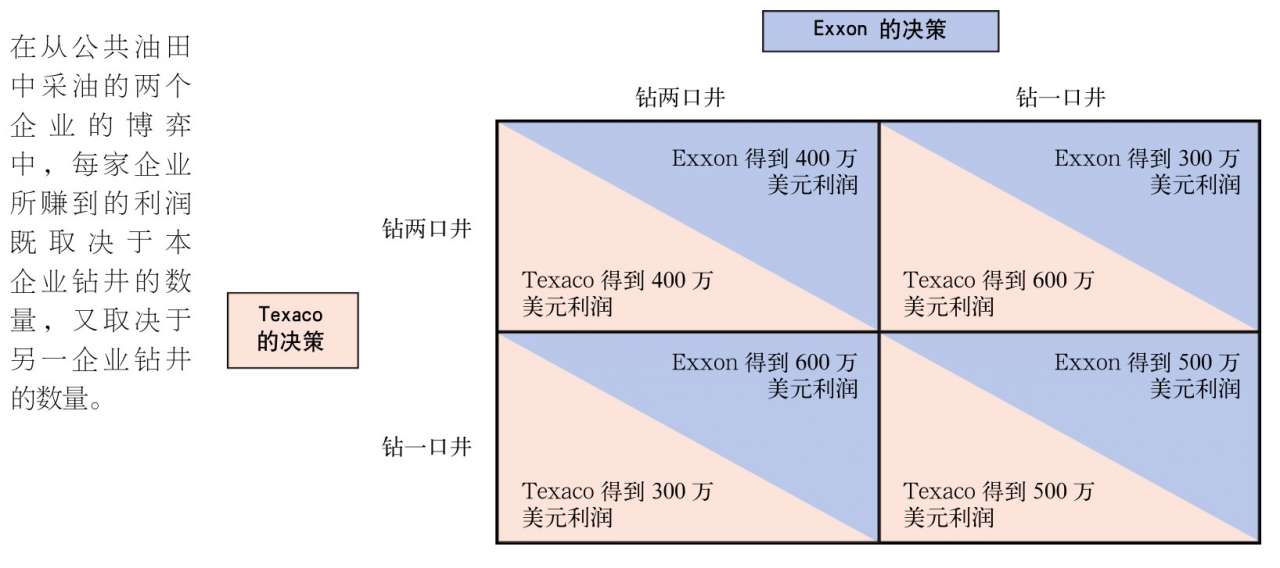 在从公共油田
中采油的两个
企业的博弈
中，每家企业
所赚到的利润
既取决于本
企业钻井的数
量，又取决于
另一企业钻井
的数量。
Exxon 的决策
钻两口井
钻一口井
Texaco
的决策
钻两口井
Exxon 得到 400 万
美元利润
Texaco 得到 400 万
美元利润
Exxon 得到 300 万
美元利润
Texaco 得到 600 万
美元利润
钻一口井
Exxon 得到 600 万
美元利润
Texaco 得到 300 万
美元利润
Exxon 得到 500 万
美元利润
Texaco 得到 500 万
美元利润